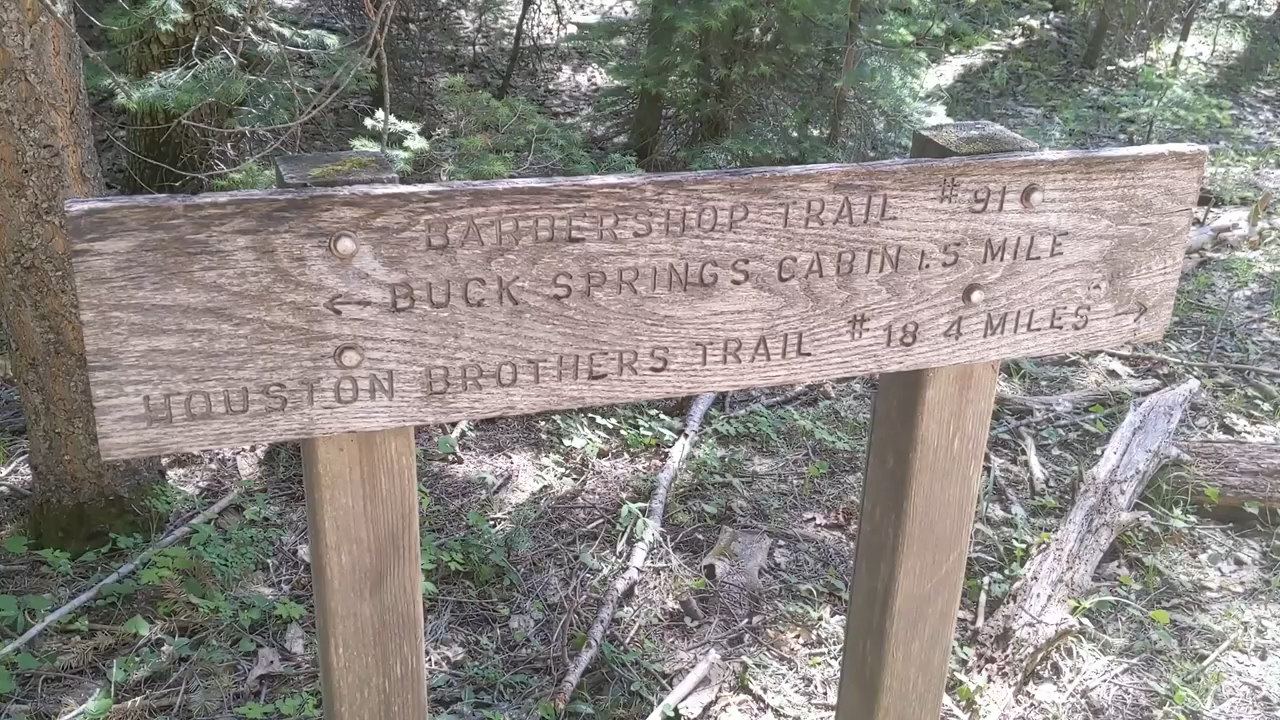 BARBERSHOP TRAIL # 91
← BUCK SPRINGS CABIN 1.5 MILE
HOUSTON BROTHERS TRAIL # 18 4 MILES →